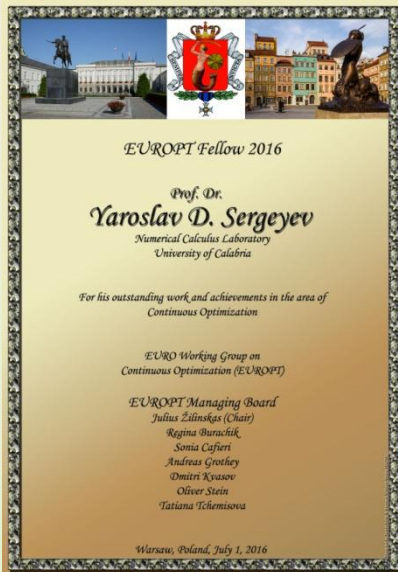 EUROPT Fellow 2016
Prof. Dr.
Yaroslav D. Sergeyev
Numerical Calculus Laboratory
University of Calabria
For his outstanding work and achievements in the area of
Continuous Optimization
EURO Working Group on
Continuous Optimization (EUROPT)
EUROPT Managing Board
Julius Žilinskas (Chair)
Regina Burachik
Sonia Cafieri
Andreas Grothey
Dmitri Kvasov
Oliver Stein
Tatiana Tchemisova
Warsaw, Poland, July 1, 2016